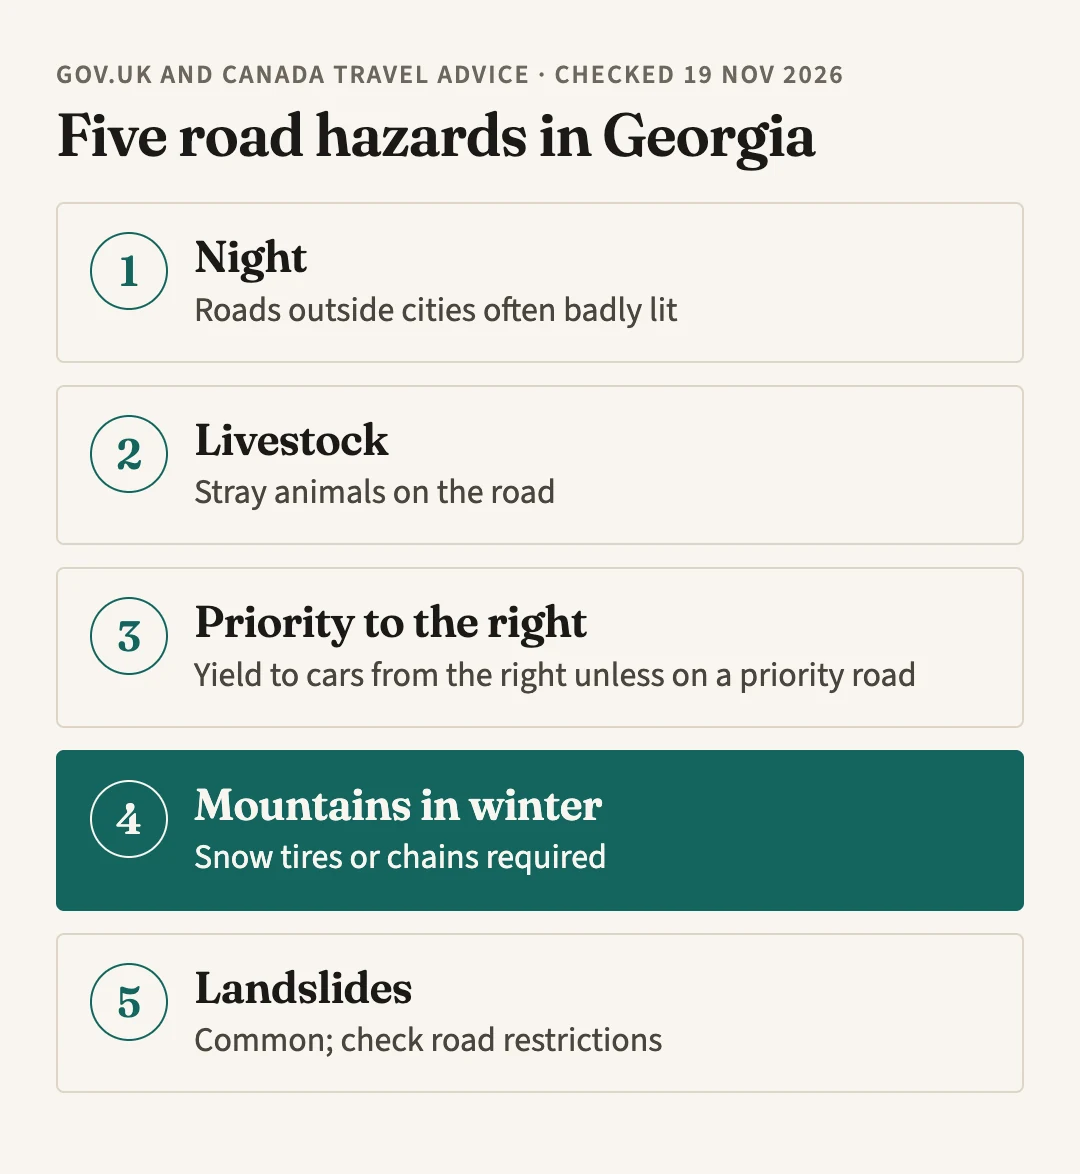 GOV.UK AND CANADA TRAVEL ADVICE · CHECKED 19 NOV 2026
Five road hazards in Georgia
1
Night
Roads outside cities often badly lit
2
Livestock
Stray animals on the road
3
Priority to the right
Yield to cars from the right unless on a priority road
4
Mountains in winter
Snow tires or chains required
5
Landslides
Common; check road restrictions